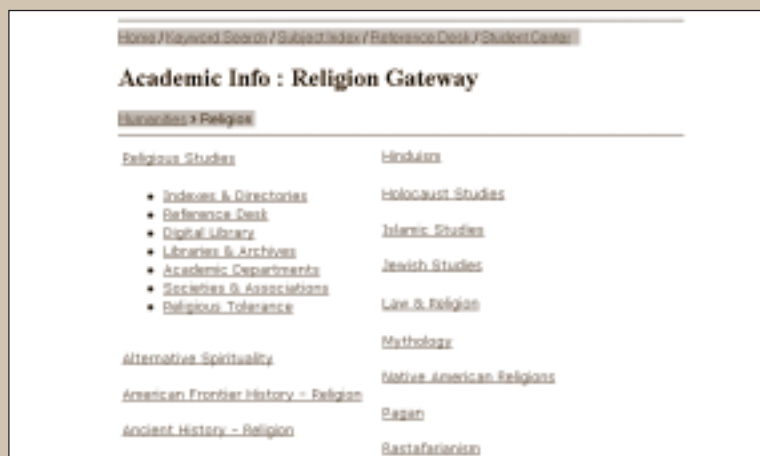 Home / Keyword Search / Subject Index / Reference Desk / Student Center
Academic Info : Religion Gateway
Humanities > Religion
Religious Studies
Indexes & Directories
Reference Desk
Digital Library
Libraries & Archives
Academic Departments
Societies & Associations
Religious Tolerance
Alternative Spirituality
American Frontier History - Religion
Ancient History - Religion
Hinduism
Holocaust Studies
Islamic Studies
Jewish Studies
Law & Religion
Mythology
Native American Religions
Pagan
Rastafarianism